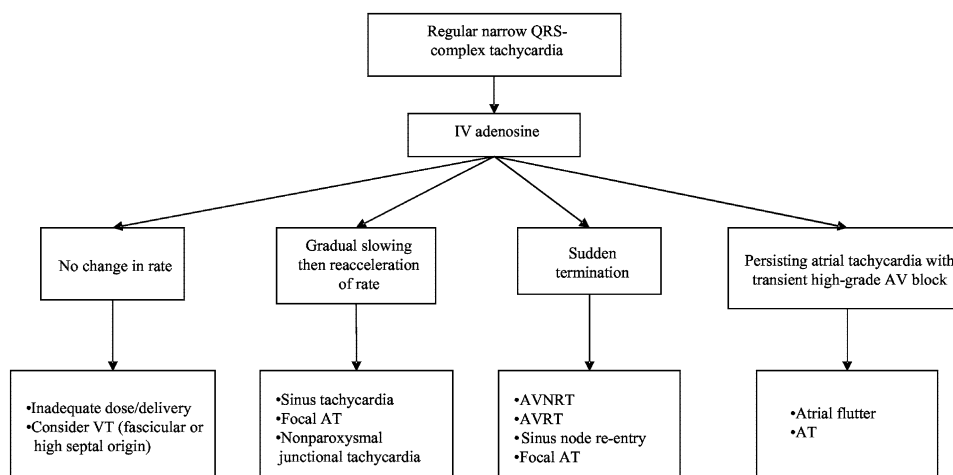 Regular narrow QRS-
complex tachycardia
IV adenosine
No change in rate
Gradual slowing
then reacceleration
of rate
Sudden
termination
Persisting atrial tachycardia with
transient high-grade AV block
•Inadequate dose/delivery
•Consider VT (fascicular or
high septal origin)
•Sinus tachycardia
•Focal AT
•Nonparoxysmal
junctional tachycardia
•AVNRT
•AVRT
•Sinus node re-entry
•Focal AT
•Atrial flutter
•AT